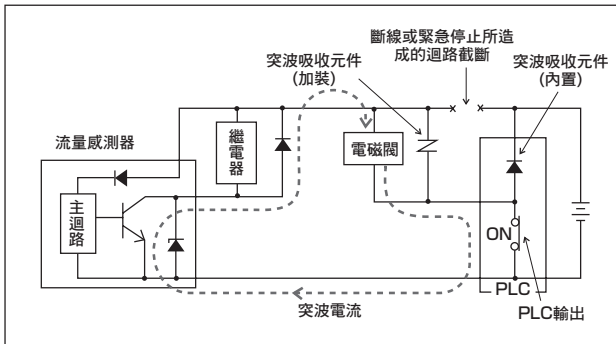 斷線或緊急停止所造
成的迴路截斷
突波吸收元件
(加裝)
突波吸收元件
(內置)
流量感測器
繼電器
電磁閥
主迴路
ON
PLC
PLC輸出
突波電流